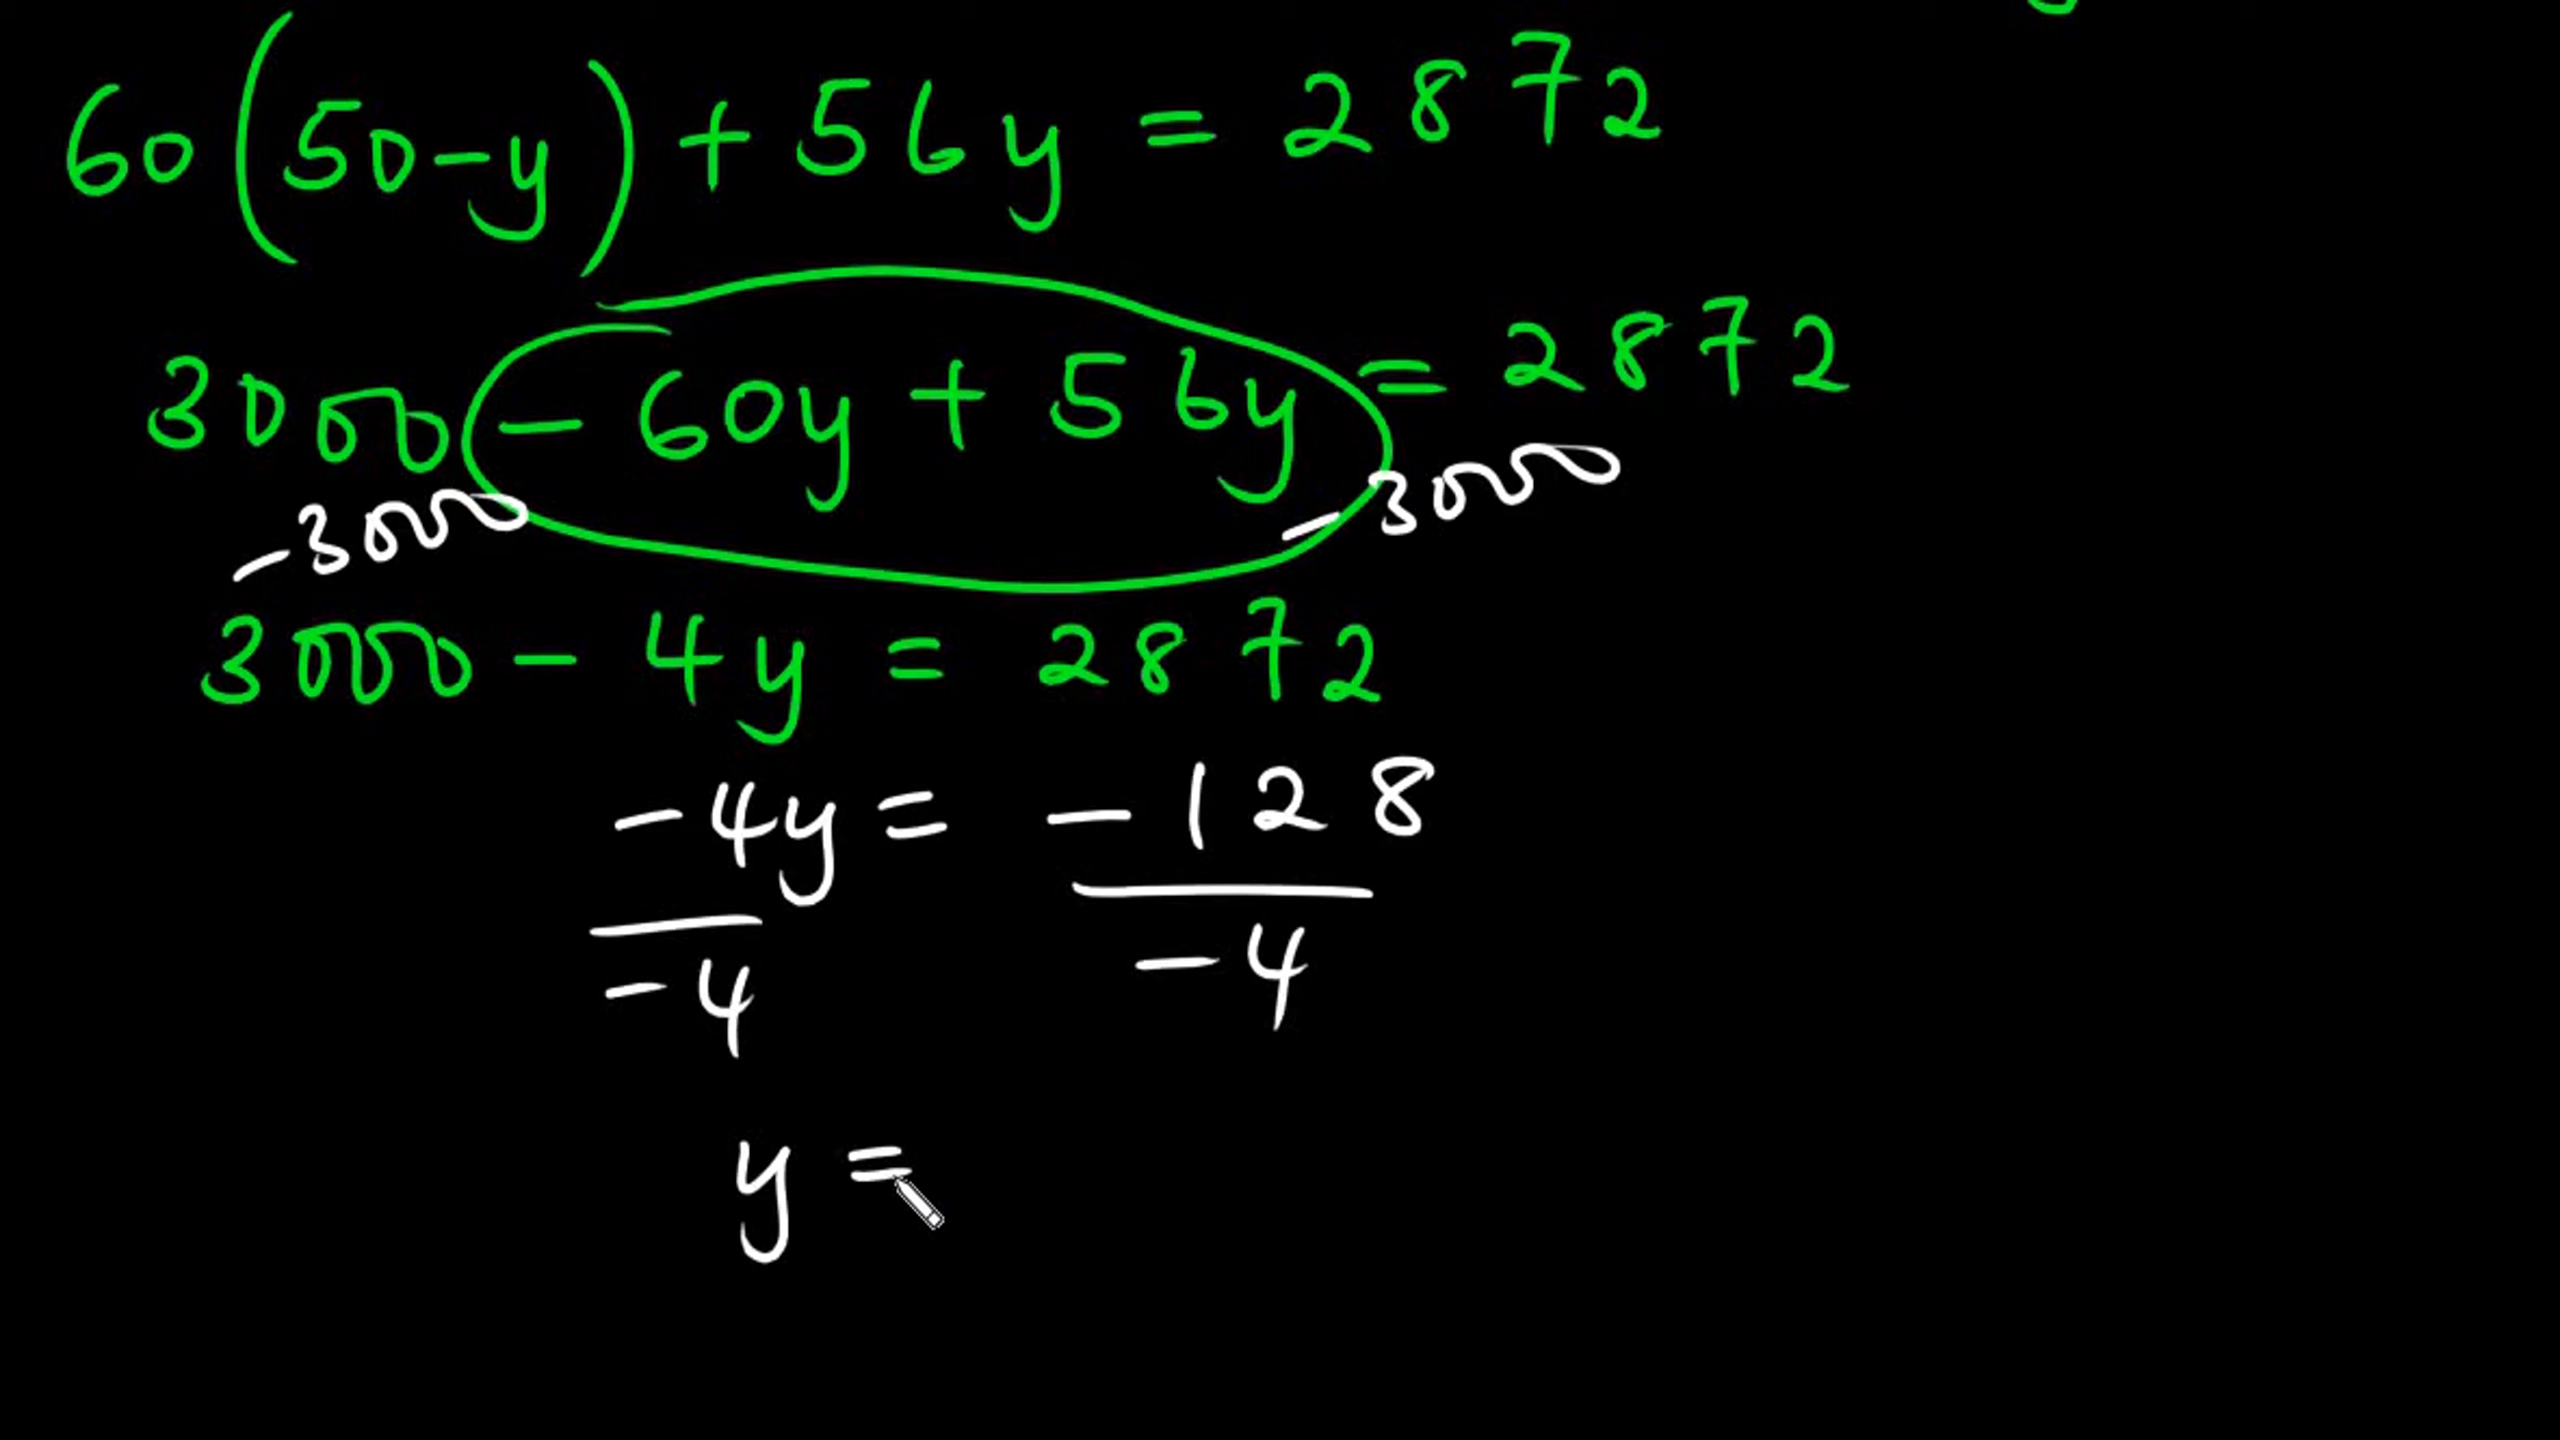 60(50-y) + 56y = 2872
3000 - 60y + 56y = 2872
-3000 - 3000
3000 - 4y = 2872
-4y = -128
-4 -4
y =